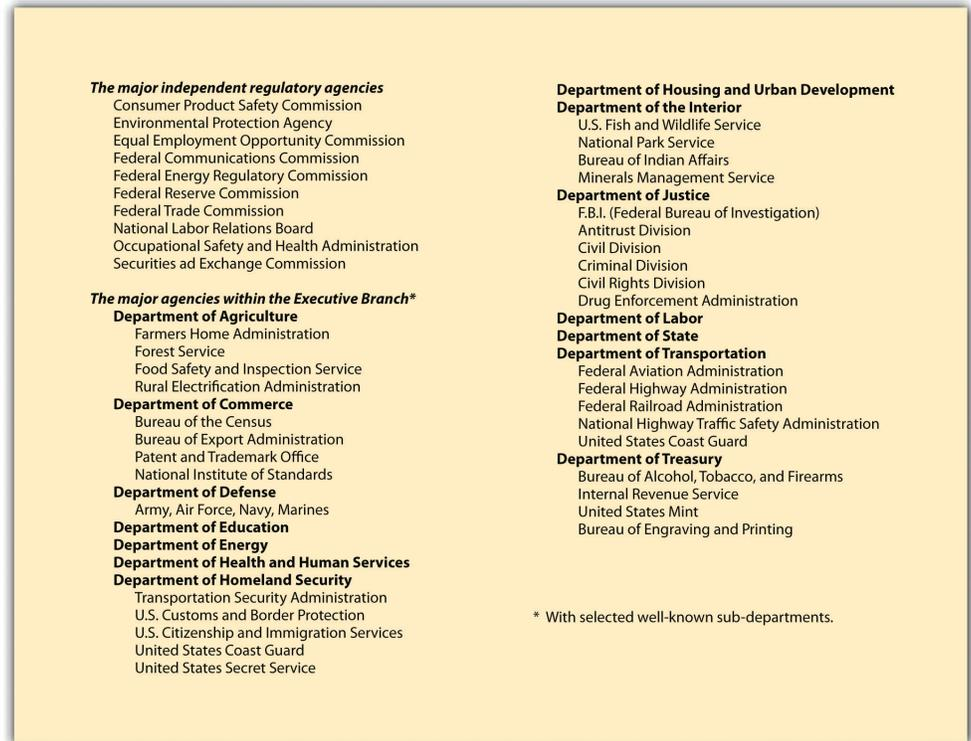 The major independent regulatory agencies
Consumer Product Safety Commission
Environmental Protection Agency
Equal Employment Opportunity Commission
Federal Communications Commission
Federal Energy Regulatory Commission
Federal Reserve Commission
Federal Trade Commission
National Labor Relations Board
Occupational Safety and Health Administration
Securities ad Exchange Commission
The major agencies within the Executive Branch*
Department of Agriculture
Farmers Home Administration
Forest Service
Food Safety and Inspection Service
Rural Electrification Administration
Department of Commerce
Bureau of the Census
Bureau of Export Administration
Patent and Trademark Office
National Institute of Standards
Department of Defense
Army, Air Force, Navy, Marines
Department of Education
Department of Energy
Department of Health and Human Services
Department of Homeland Security
Transportation Security Administration
U.S. Customs and Border Protection
U.S. Citizenship and Immigration Services
United States Coast Guard
United States Secret Service
Department of Housing and Urban Development
Department of the Interior
U.S. Fish and Wildlife Service
National Park Service
Bureau of Indian Affairs
Minerals Management Service
Department of Justice
F.B.I. (Federal Bureau of Investigation)
Antitrust Division
Civil Division
Criminal Division
Civil Rights Division
Drug Enforcement Administration
Department of Labor
Department of State
Department of Transportation
Federal Aviation Administration
Federal Highway Administration
Federal Railroad Administration
National Highway Traffic Safety Administration
United States Coast Guard
Department of Treasury
Bureau of Alcohol, Tobacco, and Firearms
Internal Revenue Service
United States Mint
Bureau of Engraving and Printing
* With selected well-known sub-departments.